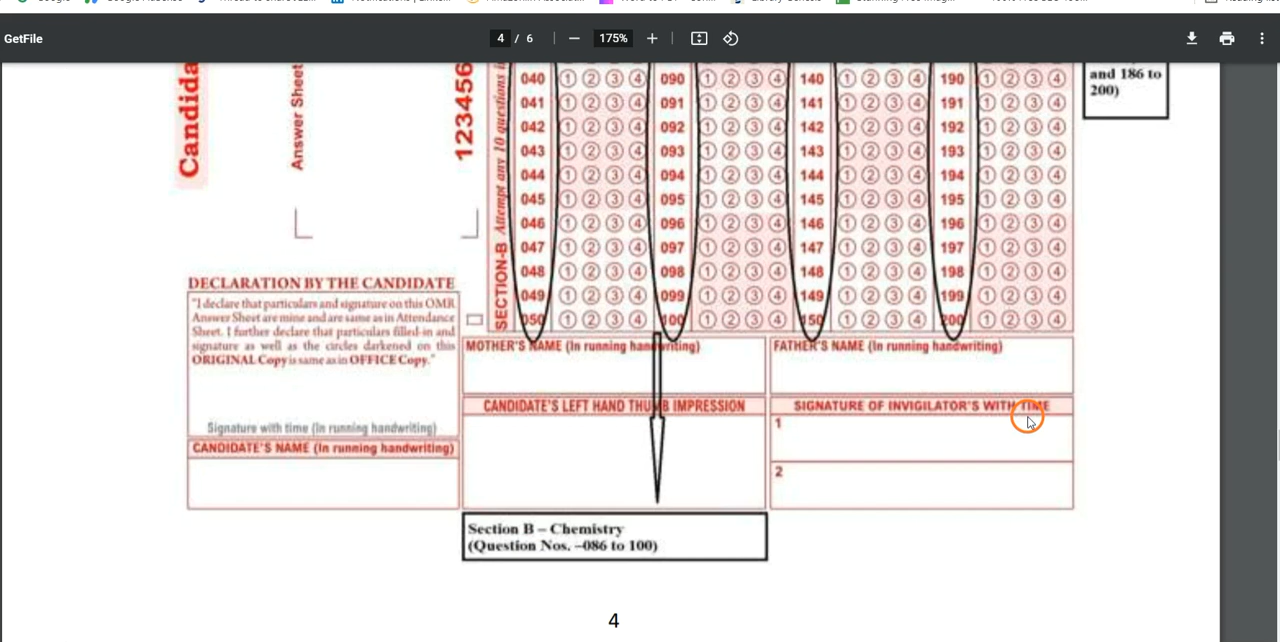 GetFile
4 / 6
175%
and 186 to
200)
Candida
Answer Sheet
123456
SECTION-B Attempt any 10 questions
040 1 2 3 4 090 1 2 3 4 140 1 2 3 4 190 1 2 3 4
041 1 2 3 4 091 1 2 3 4 141 1 2 3 4 191 1 2 3 4
042 1 2 3 4 092 1 2 3 4 142 1 2 3 4 192 1 2 3 4
043 1 2 3 4 093 1 2 3 4 143 1 2 3 4 193 1 2 3 4
044 1 2 3 4 094 1 2 3 4 144 1 2 3 4 194 1 2 3 4
045 1 2 3 4 095 1 2 3 4 145 1 2 3 4 195 1 2 3 4
046 1 2 3 4 096 1 2 3 4 146 1 2 3 4 196 1 2 3 4
047 1 2 3 4 097 1 2 3 4 147 1 2 3 4 197 1 2 3 4
048 1 2 3 4 098 1 2 3 4 148 1 2 3 4 198 1 2 3 4
049 1 2 3 4 099 1 2 3 4 149 1 2 3 4 199 1 2 3 4
050 1 2 3 4 100 1 2 3 4 150 1 2 3 4 200 1 2 3 4
DECLARATION BY THE CANDIDATE
"I declare that particulars and signature on this OMR
Answer Sheet are mine and are same as in Attendance
Sheet. I further declare that particulars filled-in and
signature as well as the circles darkened on this
ORIGINAL Copy is same as in OFFICE Copy."
Signature with time (In running handwriting)
CANDIDATE'S NAME (In running handwriting)
MOTHER'S NAME (In running handwriting)
FATHER'S NAME (In running handwriting)
CANDIDATE'S LEFT HAND THUMB IMPRESSION
SIGNATURE OF INVIGILATOR'S WITH TIME
1
2
Section B – Chemistry
(Question Nos. –086 to 100)
4